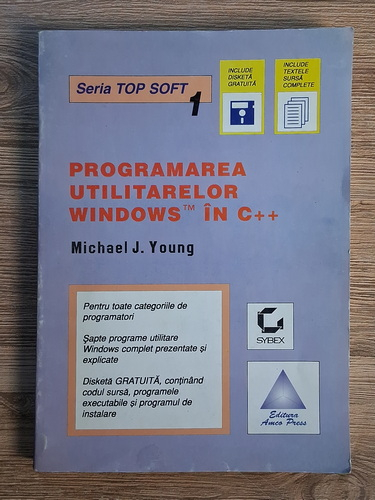 Seria TOP SOFT 1
INCLUDE
DISKETĂ
GRATUITĂ
INCLUDE
TEXTELE
SURSĂ
COMPLETE
PROGRAMAREA
UTILITARELOR
WINDOWS™ ÎN C++
Michael J. Young
Pentru toate categoriile de
programatori
Şapte programe utilitare
Windows complet prezentate şi
explicate
Disketă GRATUITĂ, conţinând
codul sursă, programele
executabile şi programul de
instalare
SYBEX
Editura
Amco Press